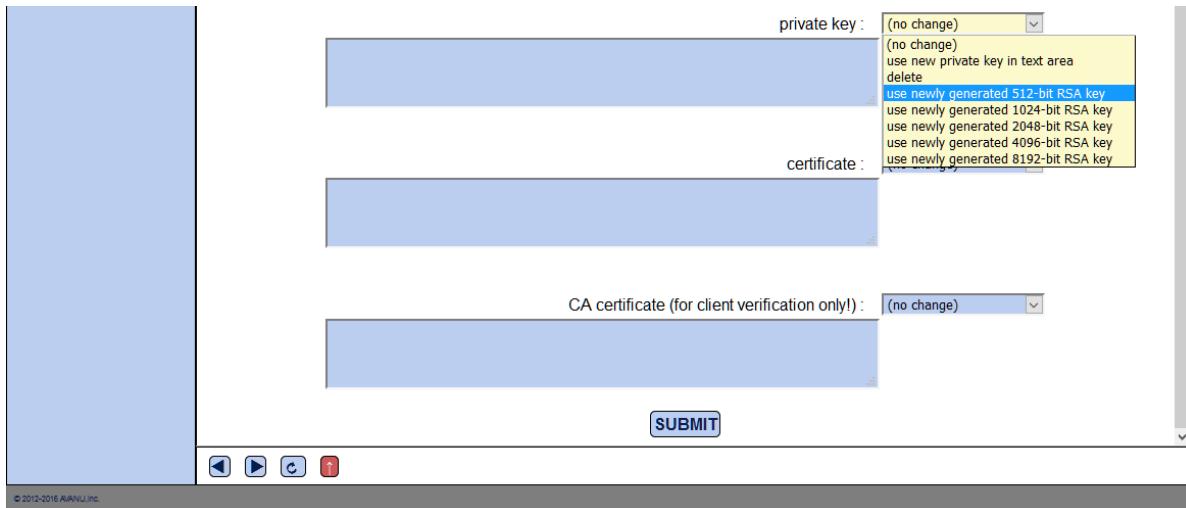 private key : (no change)
(no change)
use new private key in text area
delete
use newly generated 512-bit RSA key
use newly generated 1024-bit RSA key
use newly generated 2048-bit RSA key
use newly generated 4096-bit RSA key
use newly generated 8192-bit RSA key
certificate : (no change)
CA certificate (for client verification only!) : (no change)
SUBMIT
© 2012-2016 AVANU, Inc.